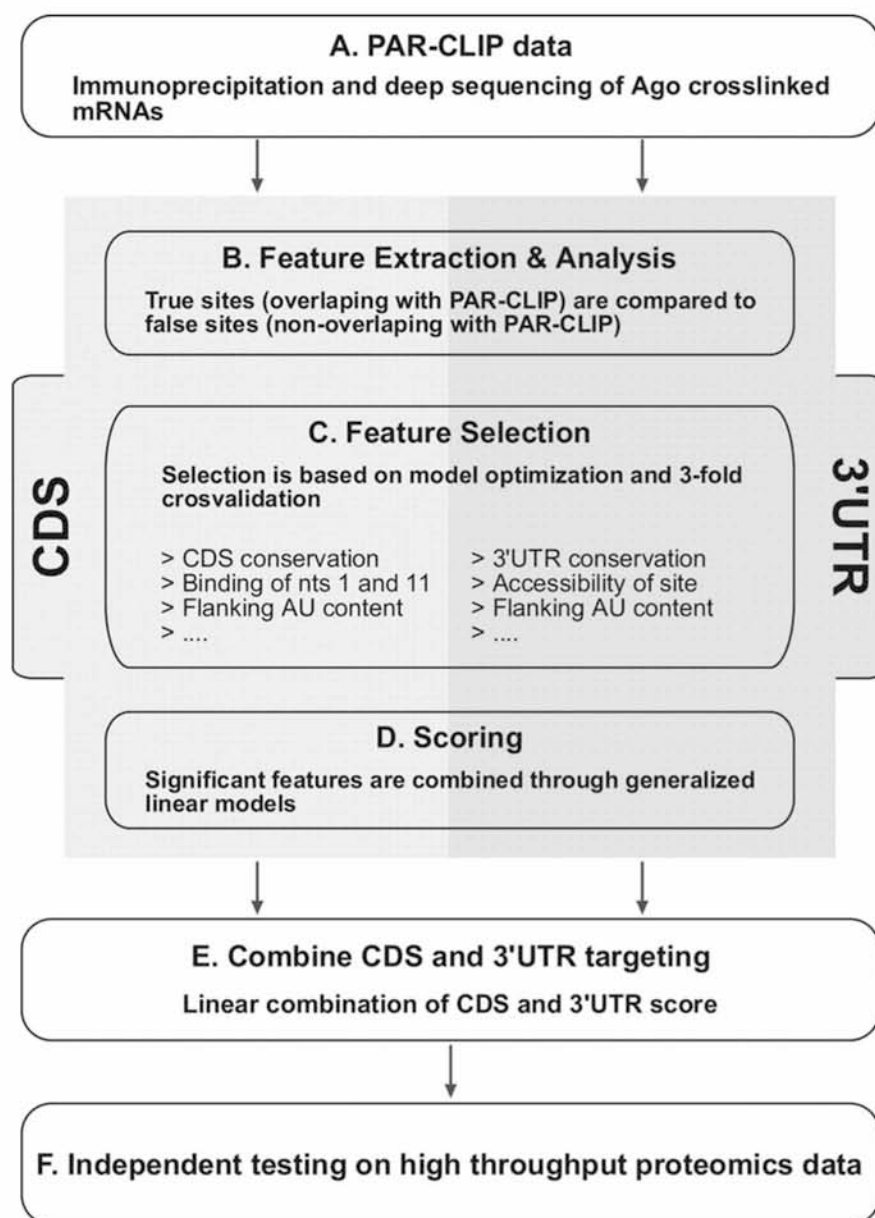 A. PAR-CLIP data
Immunoprecipitation and deep sequencing of Ago crosslinked
mRNAs
B. Feature Extraction & Analysis
True sites (overlaping with PAR-CLIP) are compared to
false sites (non-overlaping with PAR-CLIP)
CDS
C. Feature Selection
Selection is based on model optimization and 3-fold
crosvalidation
> CDS conservation
> Binding of nts 1 and 11
> Flanking AU content
> ....
> 3'UTR conservation
> Accessibility of site
> Flanking AU content
> ....
3'UTR
D. Scoring
Significant features are combined through generalized
linear models
E. Combine CDS and 3'UTR targeting
Linear combination of CDS and 3'UTR score
F. Independent testing on high throughput proteomics data